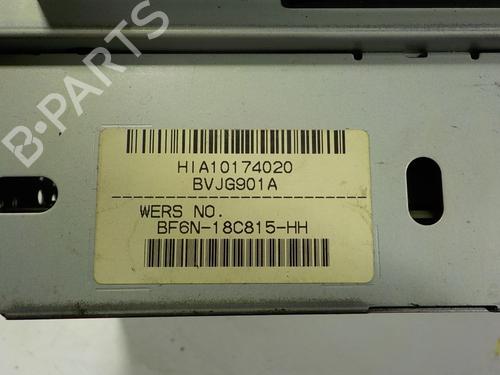 B-PARTS
HIA10174020
BVJG901A
WERS NO.
BF6N-18C815-HH